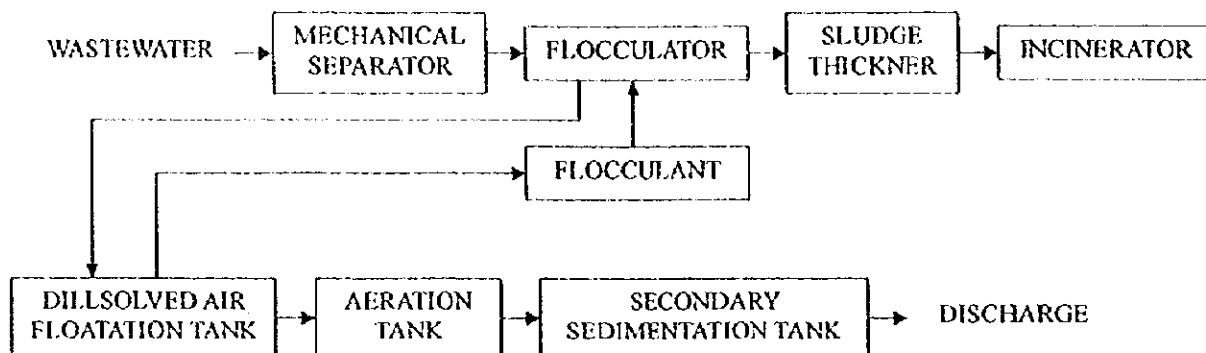 WASTEWATER
MECHANICAL
SEPARATOR
FLOCCULATOR
SLUDGE
THICKNER
INCINERATOR
FLOCCULANT
DILLSOLVED AIR
FLOATATION TANK
AERATION
TANK
SECONDARY
SEDIMENTATION TANK
DISCHARGE